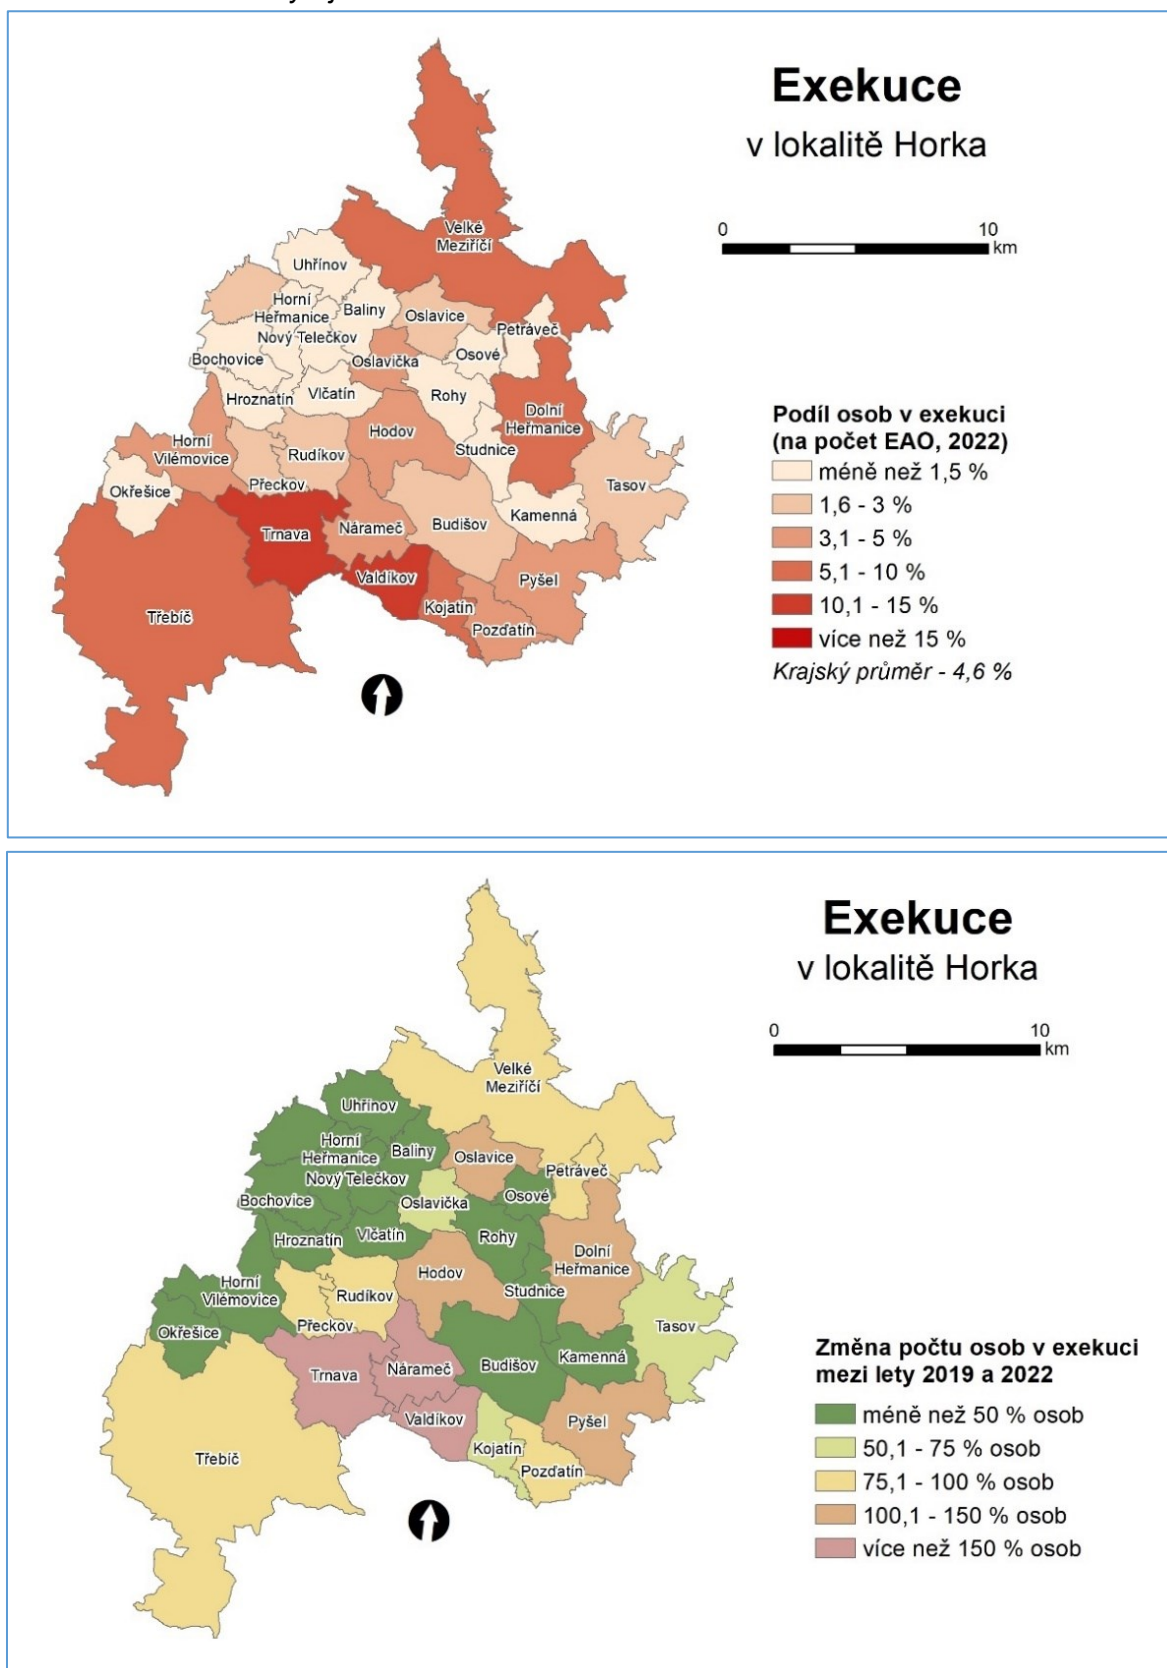 Exekuce
v lokalitě Horka
0 10
km
Velké
Meziříčí
Uhřínov
Horní
Heřmanice
Baliny
Oslavice
Petráveč
Nový Telečkov
Osové
Bochovice
Oslavička
Hroznatín
Vlčatín
Rohy
Dolní
Heřmanice
Hodov
Horní
Vilémovice
Rudíkov
Studnice
Přeckov
Tasov
Okřešice
Kamenná
Trnava
Nárameč
Budišov
Valdíkov
Pyšel
Kojatín
Třebíč
Pozďatín
Podíl osob v exekuci
(na počet EAO, 2022)
méně než 1,5 %
1,6 - 3 %
3,1 - 5 %
5,1 - 10 %
10,1 - 15 %
více než 15 %
Krajský průměr - 4,6 %
Exekuce
v lokalitě Horka
0 10
km
Velké
Meziříčí
Uhřínov
Horní
Heřmanice
Baliny
Oslavice
Petráveč
Nový Telečkov
Osové
Bochovice
Oslavička
Hroznatín
Vlčatín
Rohy
Dolní
Heřmanice
Hodov
Horní
Vilémovice
Rudíkov
Studnice
Přeckov
Tasov
Okřešice
Kamenná
Trnava
Nárameč
Budišov
Valdíkov
Pyšel
Kojatín
Třebíč
Pozďatín
Změna počtu osob v exekuci
mezi lety 2019 a 2022
méně než 50 % osob
50,1 - 75 % osob
75,1 - 100 % osob
100,1 - 150 % osob
více než 150 % osob